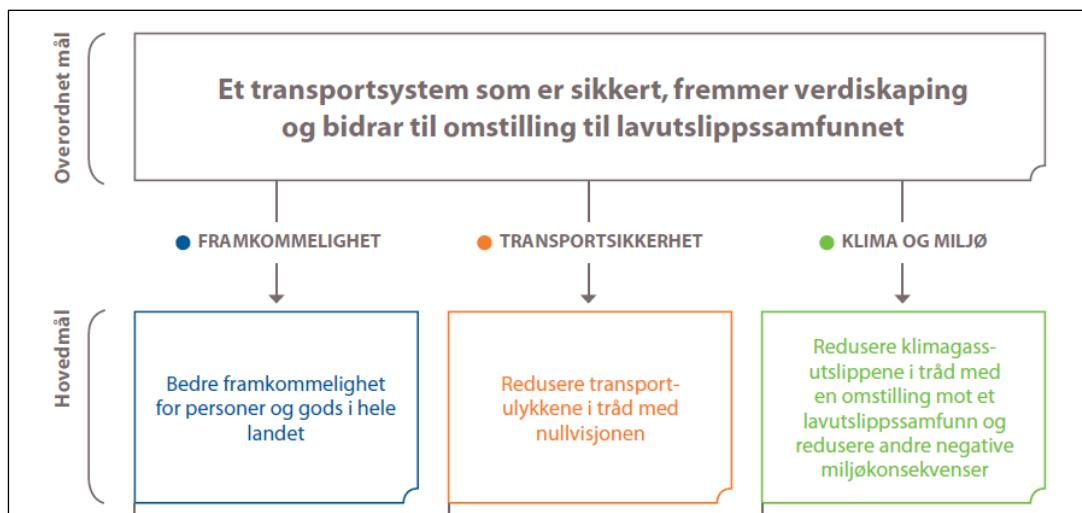 Overordnet mål
Et transportsystem som er sikkert, fremmer verdiskaping
og bidrar til omstilling til lavutslippssamfunnet
FRAMKOMMELIGHET
TRANSPORTSIKKERHET
KLIMA OG MILJØ
Hovedmål
Bedre framkommelighet
for personer og gods i hele
landet
Redusere transport-
ulykkene i tråd med
nullvisjonen
Redusere klimagass-
utslippene i tråd med
en omstilling mot et
lavutslippssamfunn og
redusere andre negative
miljøkonsekvenser